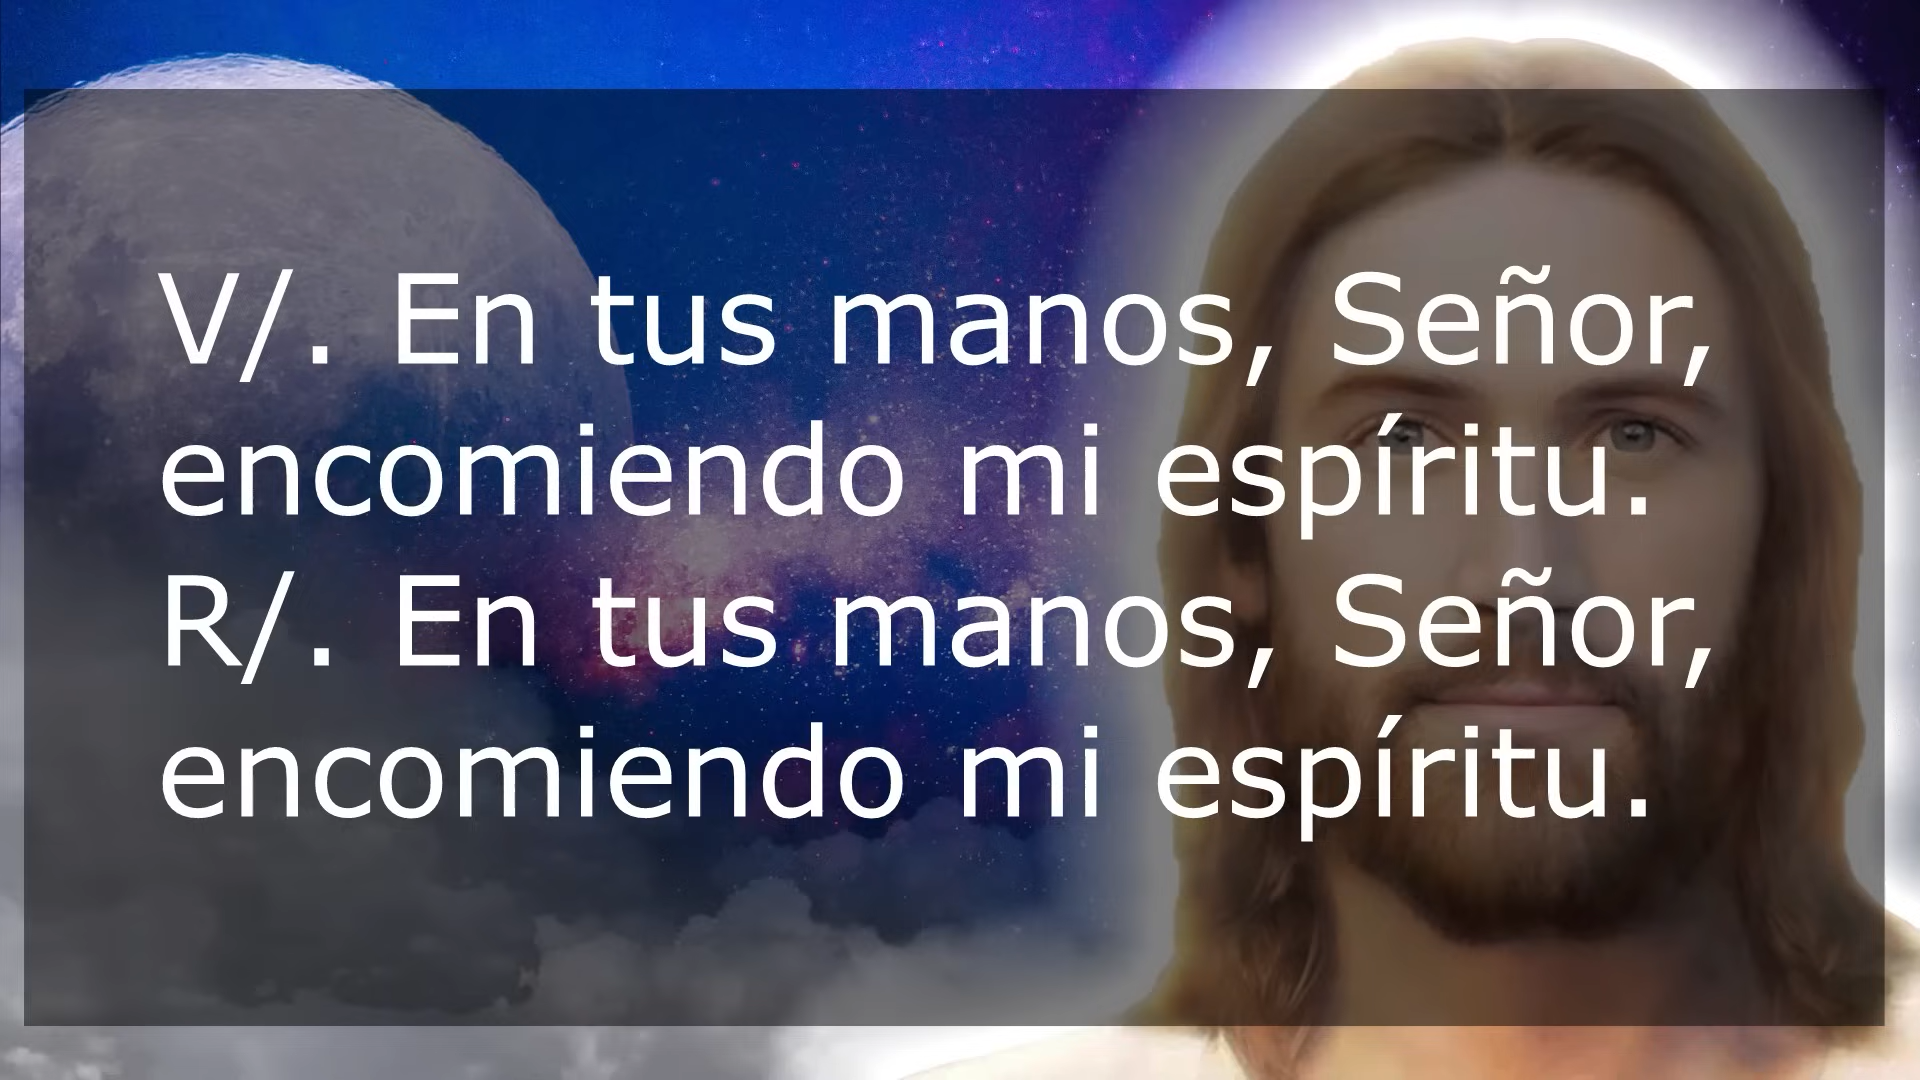 V/. En tus manos, Señor,
encomiendo mi espíritu.
R/. En tus manos, Señor,
encomiendo mi espíritu.